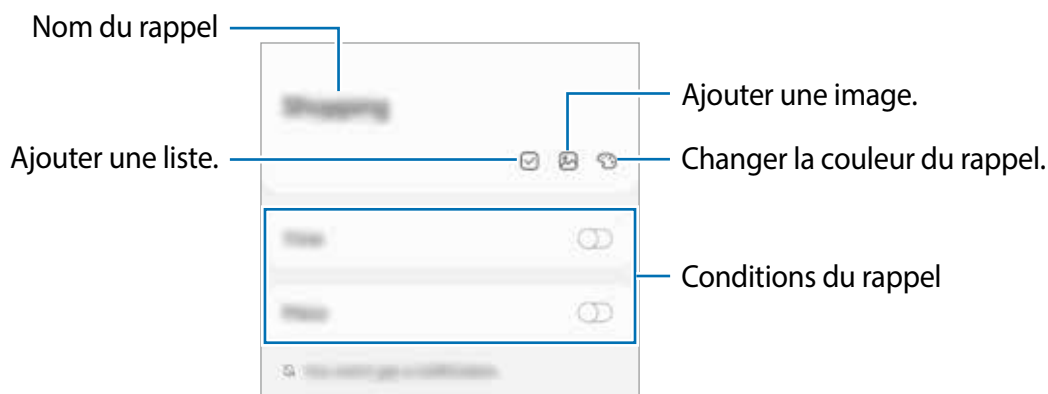 Nom du rappel
Ajouter une image.
Ajouter une liste.
Changer la couleur du rappel.
Conditions du rappel